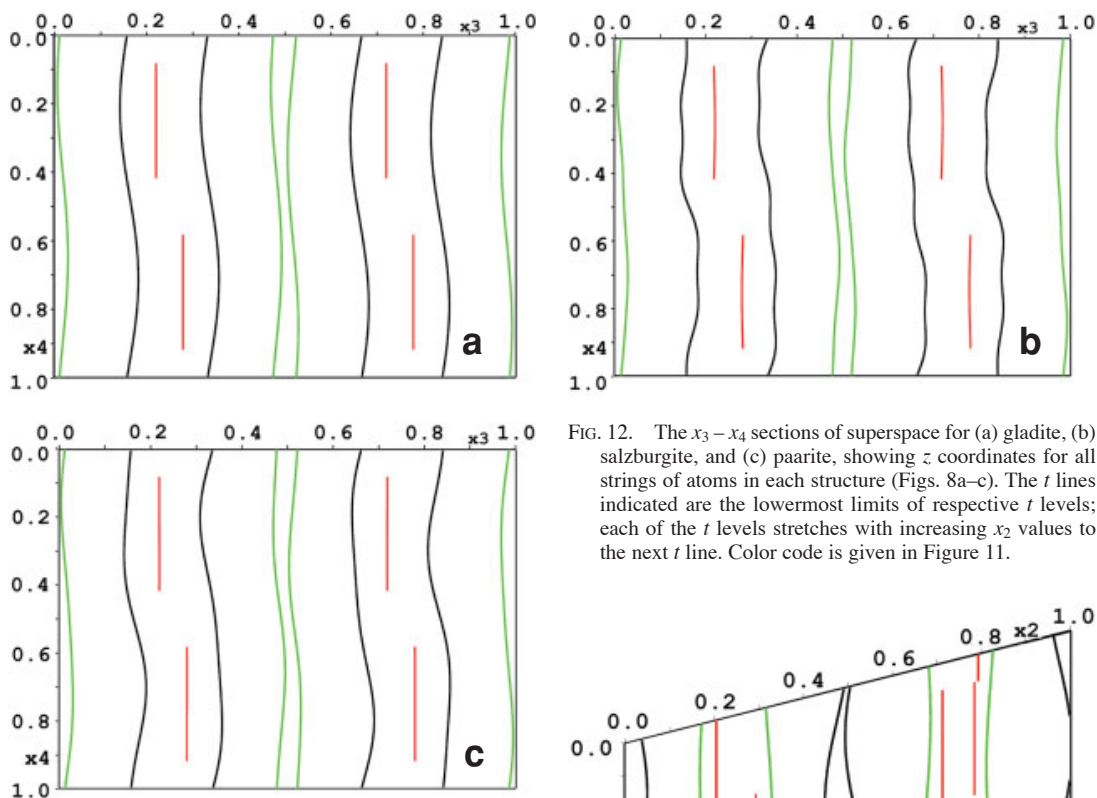 0.0 0.2 0.4 0.6 0.8 x3 1.0
0.0
0.2
0.4
0.6
0.8
x4
1.0
a
0.0 0.2 0.4 0.6 0.8 x3 1.0
0.0
0.2
0.4
0.6
0.8
x4
1.0
b
0.0 0.2 0.4 0.6 0.8 x3 1.0
0.0
0.2
0.4
0.6
0.8
x4
1.0
c
FIG. 12. The x3 – x4 sections of superspace for (a) gladite, (b)
salzburgite, and (c) paarite, showing z coordinates for all
strings of atoms in each structure (Figs. 8a–c). The t lines
indicated are the lowermost limits of respective t levels;
each of the t levels stretches with increasing x2 values to
the next t line. Color code is given in Figure 11.
0.0 0.2 0.4 0.6 0.8 x2 1.0
0.0